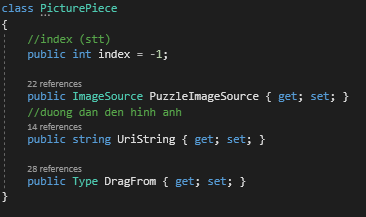 class PicturePiece
{
//index (stt)
public int index = -1;
22 references
public ImageSource PuzzleImageSource { get; set; }
//duong dan den hinh anh
14 references
public string UriString { get; set; }
28 references
public Type DragFrom { get; set; }
}